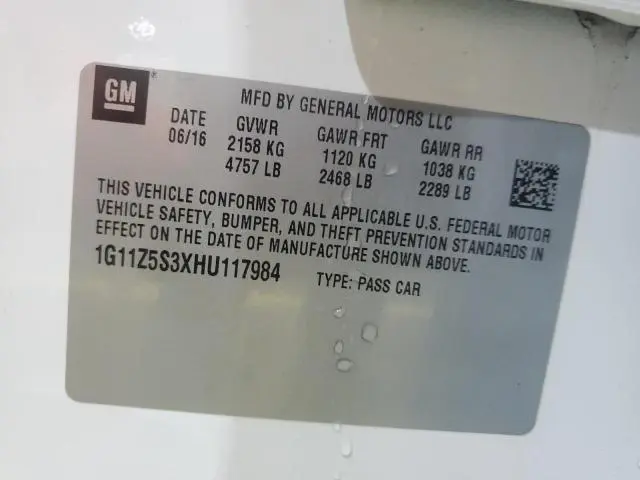 GM
®
MFD BY GENERAL MOTORS LLC
DATE GVWR GAWR FRT GAWR RR
06/16 2158 KG 1120 KG 1038 KG
4757 LB 2468 LB 2289 LB
THIS VEHICLE CONFORMS TO ALL APPLICABLE U.S. FEDERAL MOTOR
VEHICLE SAFETY, BUMPER, AND THEFT PREVENTION STANDARDS IN
EFFECT ON THE DATE OF MANUFACTURE SHOWN ABOVE.
1G11Z5S3XHU117984 TYPE: PASS CAR